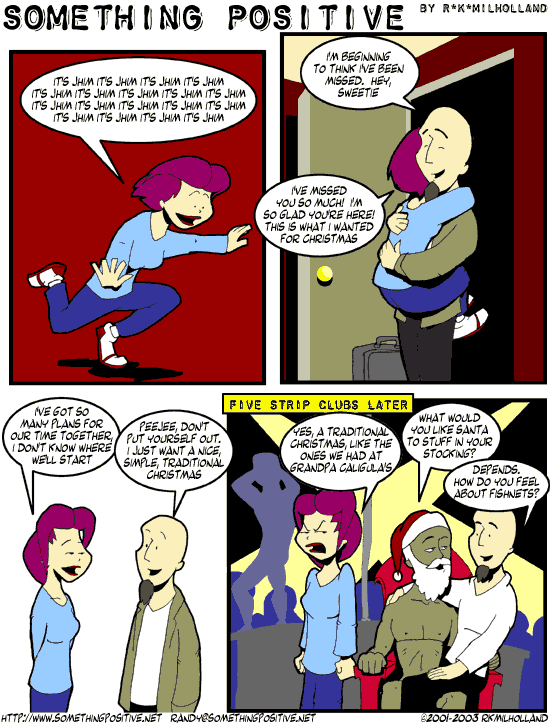 SOMETHING POSITIVE
BY R*K*MILHOLLAND
IT'S JHIM IT'S JHIM IT'S JHIM IT'S JHIM
IT'S JHIM IT'S JHIM IT'S JHIM IT'S JHIM IT'S JHIM
IT'S JHIM IT'S JHIM IT'S JHIM IT'S JHIM IT'S JHIM
IT'S JHIM IT'S JHIM IT'S JHIM IT'S JHIM
I'M BEGINNING
TO THINK I'VE BEEN
MISSED. HEY,
SWEETIE
I'VE MISSED
YOU SO MUCH! I'M
SO GLAD YOU'RE HERE!
THIS IS WHAT I WANTED
FOR CHRISTMAS
I'VE GOT SO
MANY PLANS FOR
OUR TIME TOGETHER,
I DON'T KNOW WHERE
WE'LL START
PEEJEE, DON'T
PUT YOURSELF OUT.
I JUST WANT A NICE,
SIMPLE, TRADITIONAL
CHRISTMAS
FIVE STRIP CLUBS LATER
YES, A TRADITIONAL
CHRISTMAS, LIKE THE
ONES WE HAD AT
GRANDPA CALIGULA'S
WHAT WOULD
YOU LIKE SANTA
TO STUFF IN YOUR
STOCKING?
DEPENDS.
HOW DO YOU FEEL
ABOUT FISHNETS?
HTTP://WWW.SOMETHINGPOSITIVE.NET RANDY@SOMETHINGPOSITIVE.NET ©2001-2003 RKMILHOLLAND